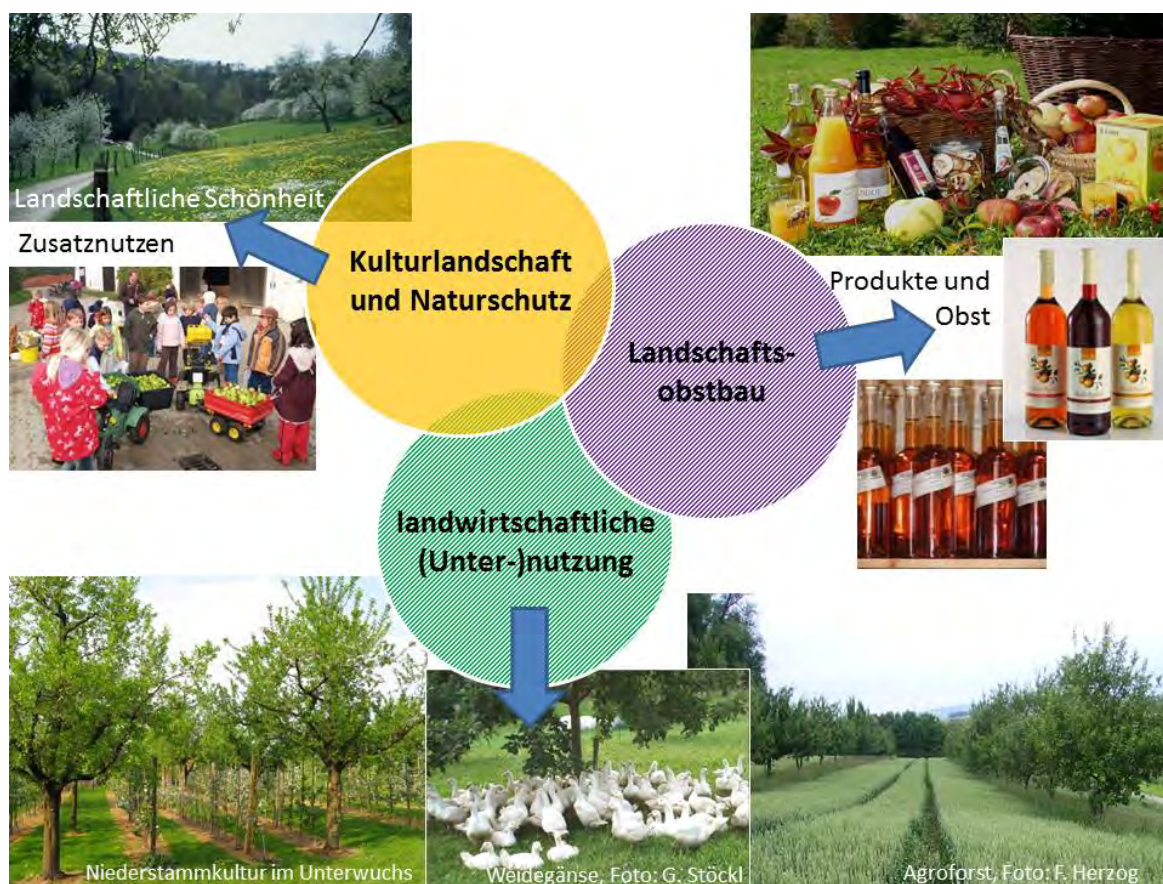 Landschaftliche Schönheit
Zusatznutzen
Kulturlandschaft
und Naturschutz
Landschafts-
obstbau
Produkte und
Obst
landwirtschaftliche
(Unter-)nutzung
Niederstammkultur im Unterwuchs
Weidegänse, Foto: G. Stöckl
Agroforst, Foto: F. Herzog